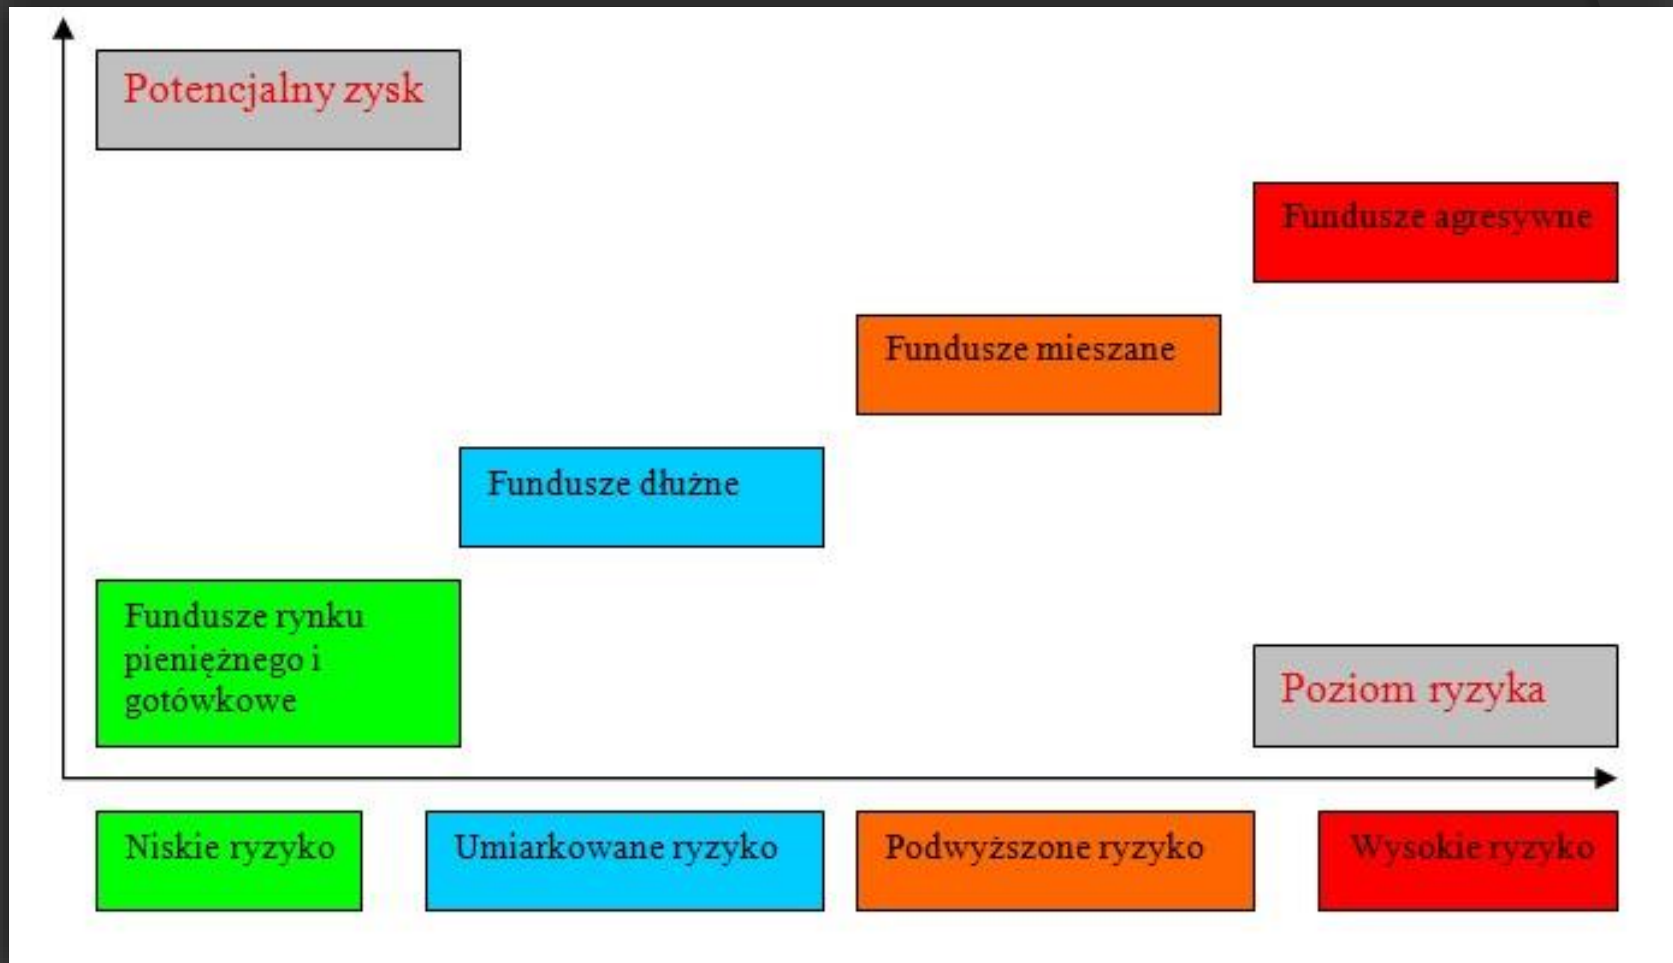 Potencjalny zysk
Fundusze agresywne
Fundusze mieszane
Fundusze dłużne
Fundusze rynku
pieniężnego i
gotówkowe
Poziom ryzyka
Niskie ryzyko
Umiarkowane ryzyko
Podwyższone ryzyko
Wysokie ryzyko